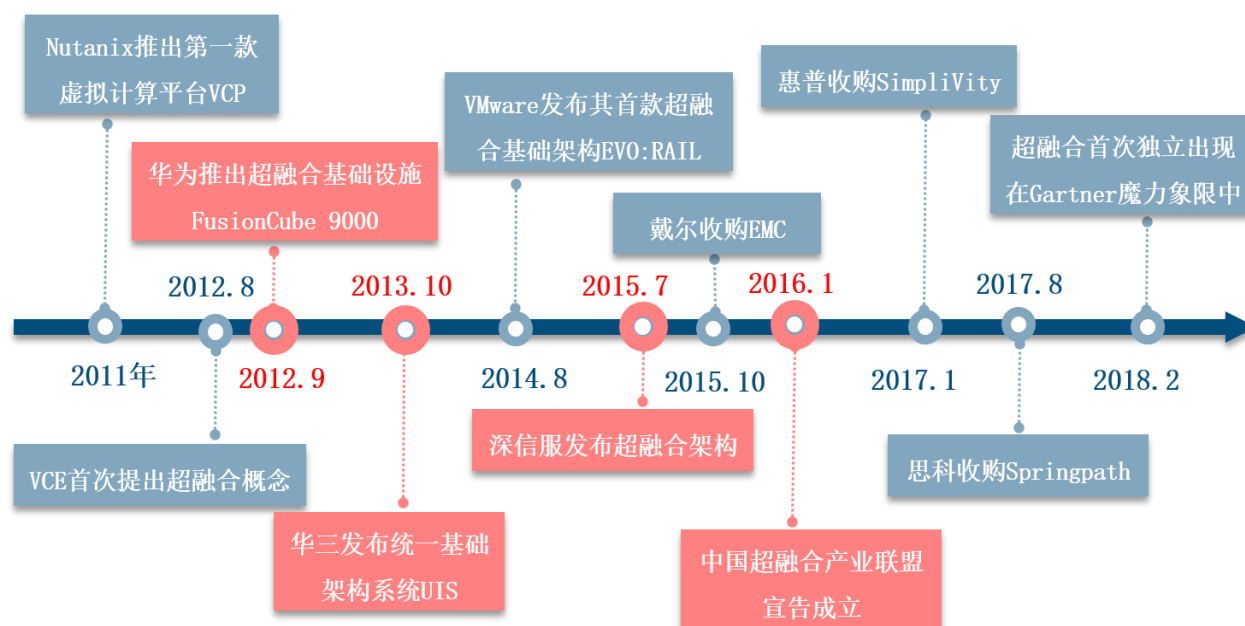 Nutanix推出第一款
虚拟计算平台VCP
华为推出超融合基础设施
FusionCube 9000
VMware发布其首款超融
合基础架构EVO:RAIL
戴尔收购EMC
惠普收购SimpliVity
超融合首次独立出现
在Gartner魔力象限中
2012.8
2013.10
2015.7
2016.1
2017.8
2011年
2012.9
2014.8
2015.10
2017.1
2018.2
VCE首次提出超融合概念
华三发布统一基础
架构系统UIS
深信服发布超融合架构
中国超融合产业联盟
宣告成立
思科收购Springpath